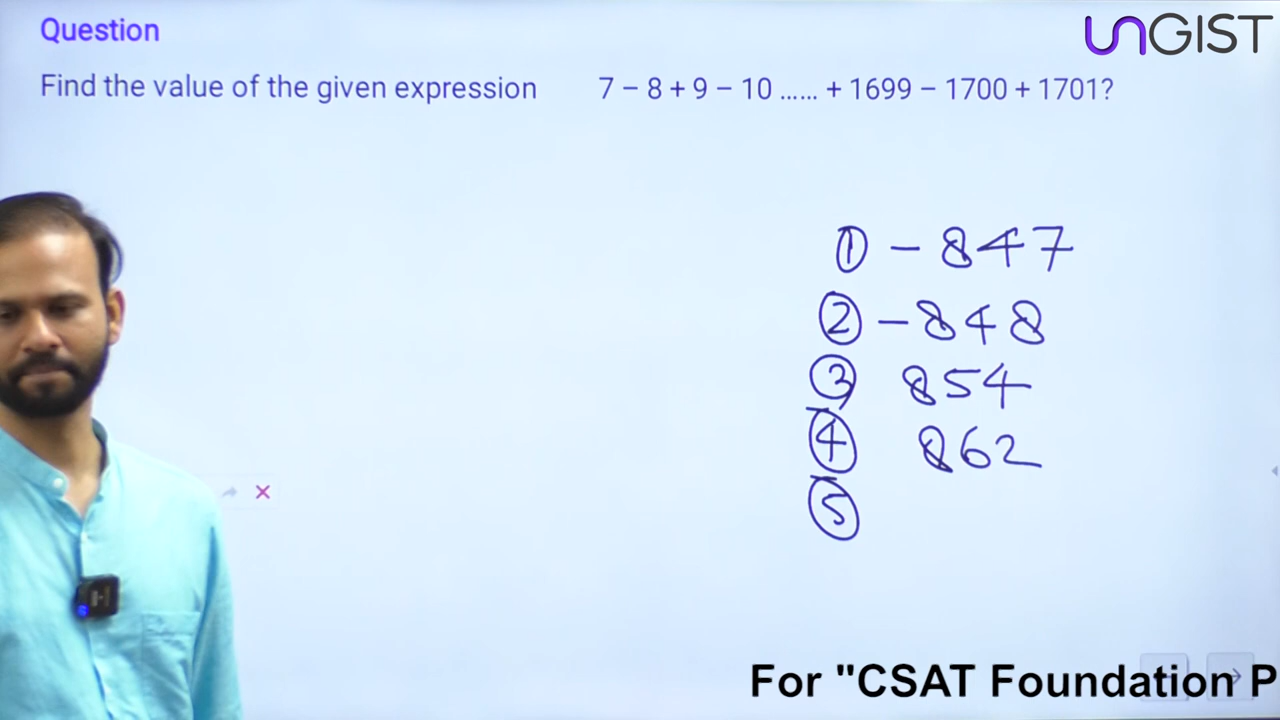 Question
UNGIST
Find the value of the given expression 7 – 8 + 9 – 10 ...... + 1699 – 1700 + 1701?
① – 847
② – 848
③ 854
④ 862
⑤
For "CSAT Foundation P